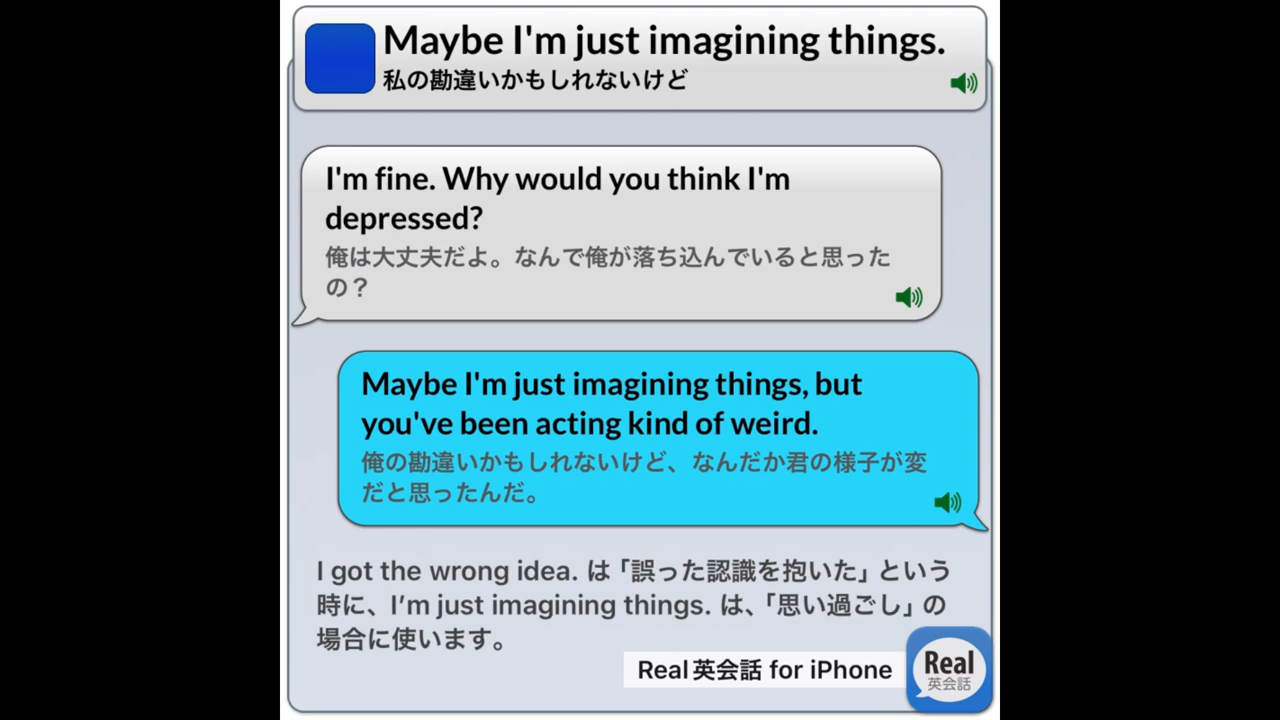 Maybe I'm just imagining things.
私の勘違いかもしれないけど
I'm fine. Why would you think I'm
depressed?
俺は大丈夫だよ。なんで俺が落ち込んでいると思った
の？
Maybe I'm just imagining things, but
you've been acting kind of weird.
俺の勘違いかもしれないけど、なんだか君の様子が変
だと思ったんだ。
I got the wrong idea. は「誤った認識を抱いた」という
時に、I’m just imagining things. は、「思い過ごし」の
場合に使います。
Real英会話 for iPhone
Real
英会話